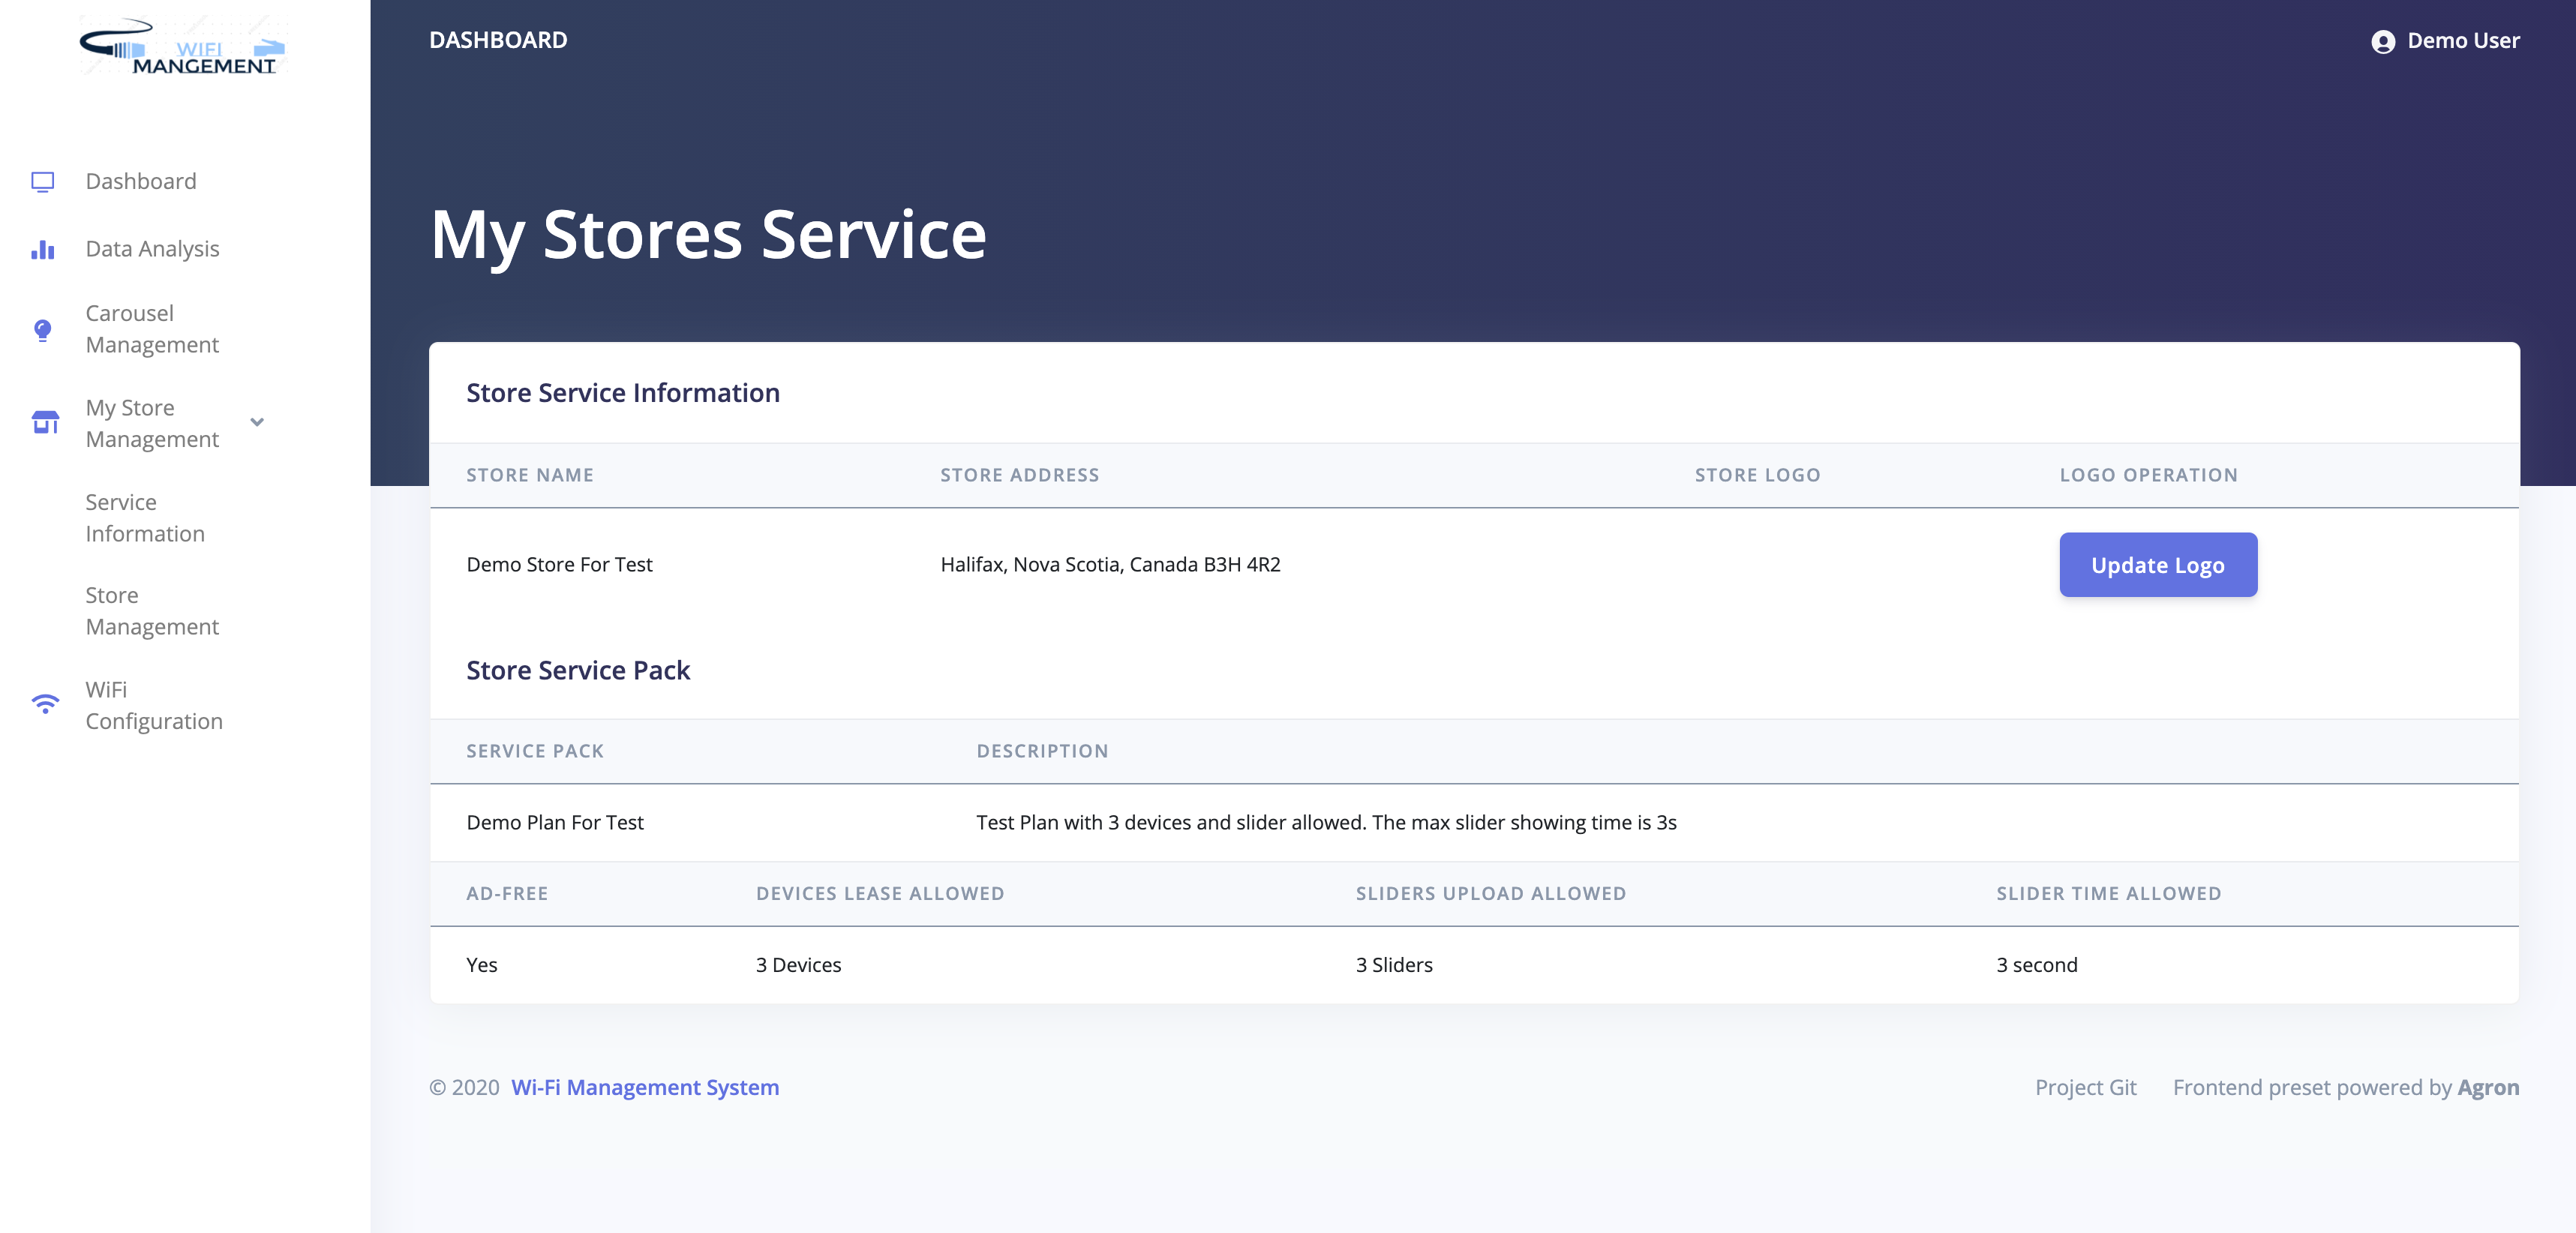 WIFI
MANGEMENT
DASHBOARD
Demo User
Dashboard
Data Analysis
Carousel
Management
My Store
Management
Service
Information
Store
Management
WiFi
Configuration
My Stores Service
Store Service Information
STORE NAME STORE ADDRESS STORE LOGO LOGO OPERATION
Demo Store For Test Halifax, Nova Scotia, Canada B3H 4R2 Update Logo
Store Service Pack
SERVICE PACK DESCRIPTION
Demo Plan For Test Test Plan with 3 devices and slider allowed. The max slider showing time is 3s
AD-FREE DEVICES LEASE ALLOWED SLIDERS UPLOAD ALLOWED SLIDER TIME ALLOWED
Yes 3 Devices 3 Sliders 3 second
© 2020 Wi-Fi Management System
Project Git Frontend preset powered by Agron